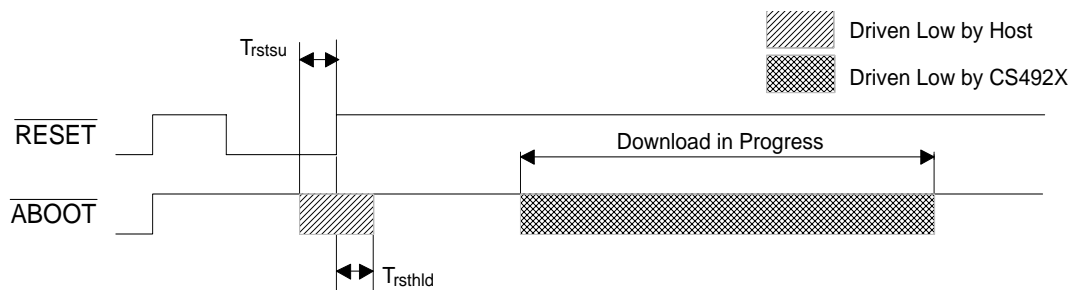 Trstsu
Driven Low by Host
Driven Low by CS492X
RESET
Download in Progress
ABOOT
Trsthld